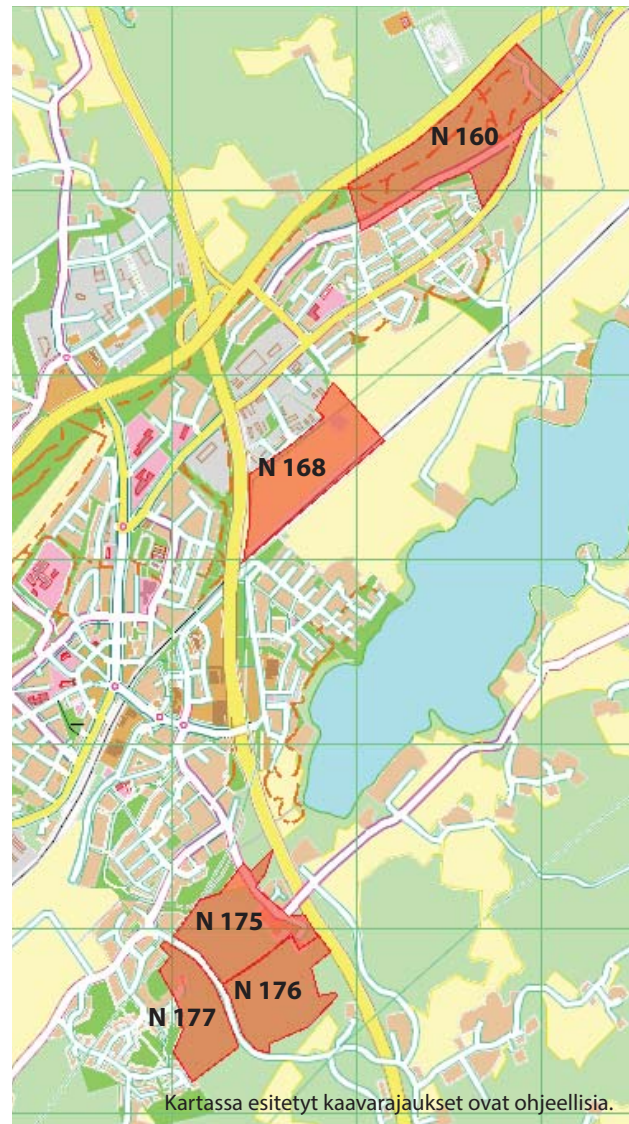 N 160
N 168
N 175
N 176
N 177
Kartassa esitetyt kaavarajaukset ovat ohjeellisia.